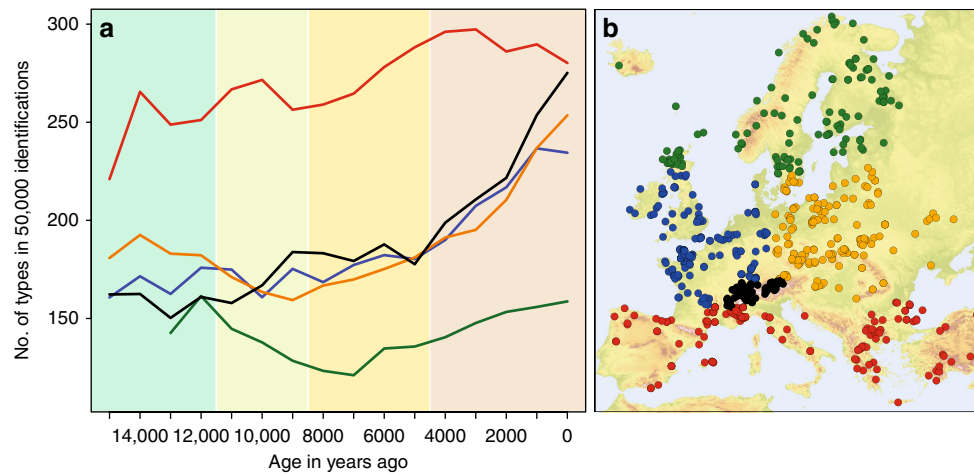 a
b
No. of types in 50,000 identifications
300
250
200
150
14,000 12,000 10,000 8000 6000 4000 2000 0
Age in years ago